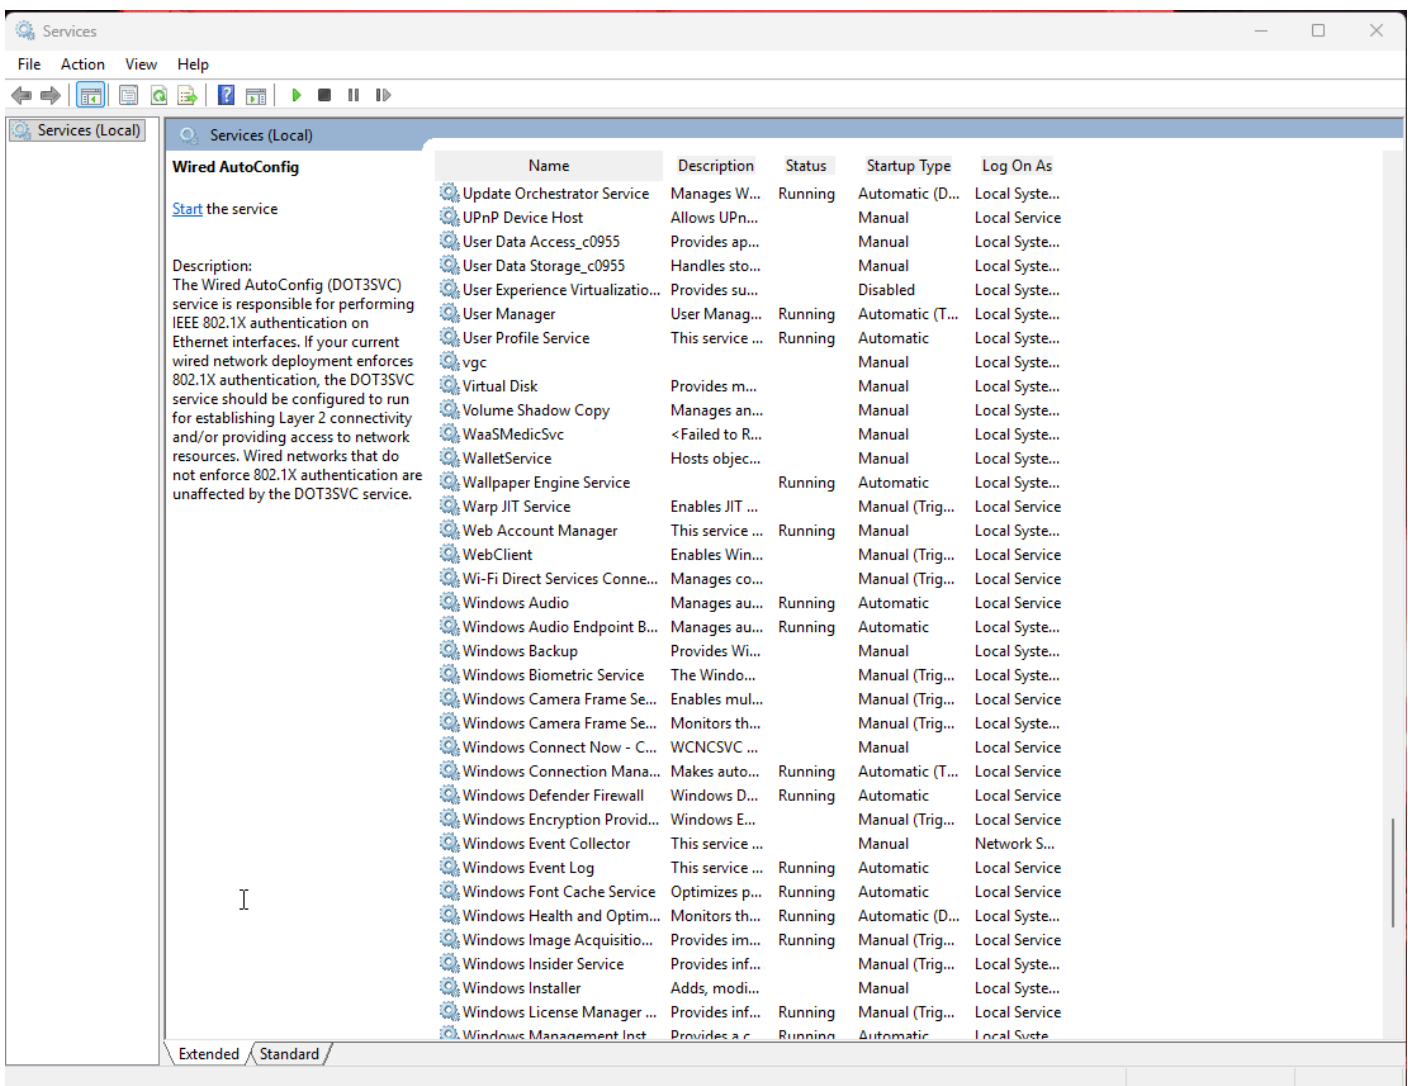 Services
File Action View Help
Services (Local)
Services (Local)
Wired AutoConfig
Start the service
Description:
The Wired AutoConfig (DOT3SVC)
service is responsible for performing
IEEE 802.1X authentication on
Ethernet interfaces. If your current
wired network deployment enforces
802.1X authentication, the DOT3SVC
service should be configured to run
for establishing Layer 2 connectivity
and/or providing access to network
resources. Wired networks that do
not enforce 802.1X authentication are
unaffected by the DOT3SVC service.
Name Description Status Startup Type Log On As
Update Orchestrator Service Manages W... Running Automatic (D... Local Syste...
UPnP Device Host Allows UPn... Manual Local Service
User Data Access_c0955 Provides ap... Manual Local Syste...
User Data Storage_c0955 Handles sto... Manual Local Syste...
User Experience Virtualizatio... Provides su... Disabled Local Syste...
User Manager User Manag... Running Automatic (T... Local Syste...
User Profile Service This service ... Running Automatic Local Syste...
vgc Manual Local Syste...
Virtual Disk Provides m... Manual Local Syste...
Volume Shadow Copy Manages an... Manual Local Syste...
WaaSMedicSvc <Failed to R... Manual Local Syste...
WalletService Hosts objec... Manual Local Syste...
Wallpaper Engine Service Running Automatic Local Syste...
Warp JIT Service Enables JIT ... Manual (Trig... Local Service
Web Account Manager This service ... Running Manual Local Syste...
WebClient Enables Win... Manual (Trig... Local Service
Wi-Fi Direct Services Conne... Manages co... Manual (Trig... Local Service
Windows Audio Manages au... Running Automatic Local Service
Windows Audio Endpoint B... Manages au... Running Automatic Local Syste...
Windows Backup Provides Wi... Manual Local Syste...
Windows Biometric Service The Windo... Manual (Trig... Local Syste...
Windows Camera Frame Se... Enables mul... Manual (Trig... Local Service
Windows Camera Frame Se... Monitors th... Manual (Trig... Local Syste...
Windows Connect Now - C... WCNCSVC ... Manual Local Service
Windows Connection Mana... Makes auto... Running Automatic (T... Local Service
Windows Defender Firewall Windows D... Running Automatic Local Service
Windows Encryption Provid... Windows E... Manual (Trig... Local Service
Windows Event Collector This service ... Manual Network S...
Windows Event Log This service ... Running Automatic Local Service
Windows Font Cache Service Optimizes p... Running Automatic Local Service
Windows Health and Optim... Monitors th... Running Automatic (D... Local Syste...
Windows Image Acquisitio... Provides im... Running Manual (Trig... Local Service
Windows Insider Service Provides inf... Manual (Trig... Local Syste...
Windows Installer Adds, modi... Manual Local Syste...
Windows License Manager ... Provides inf... Running Manual (Trig... Local Service
Windows Management Inst... Provides a c... Running Automatic Local Syste...
Extended Standard